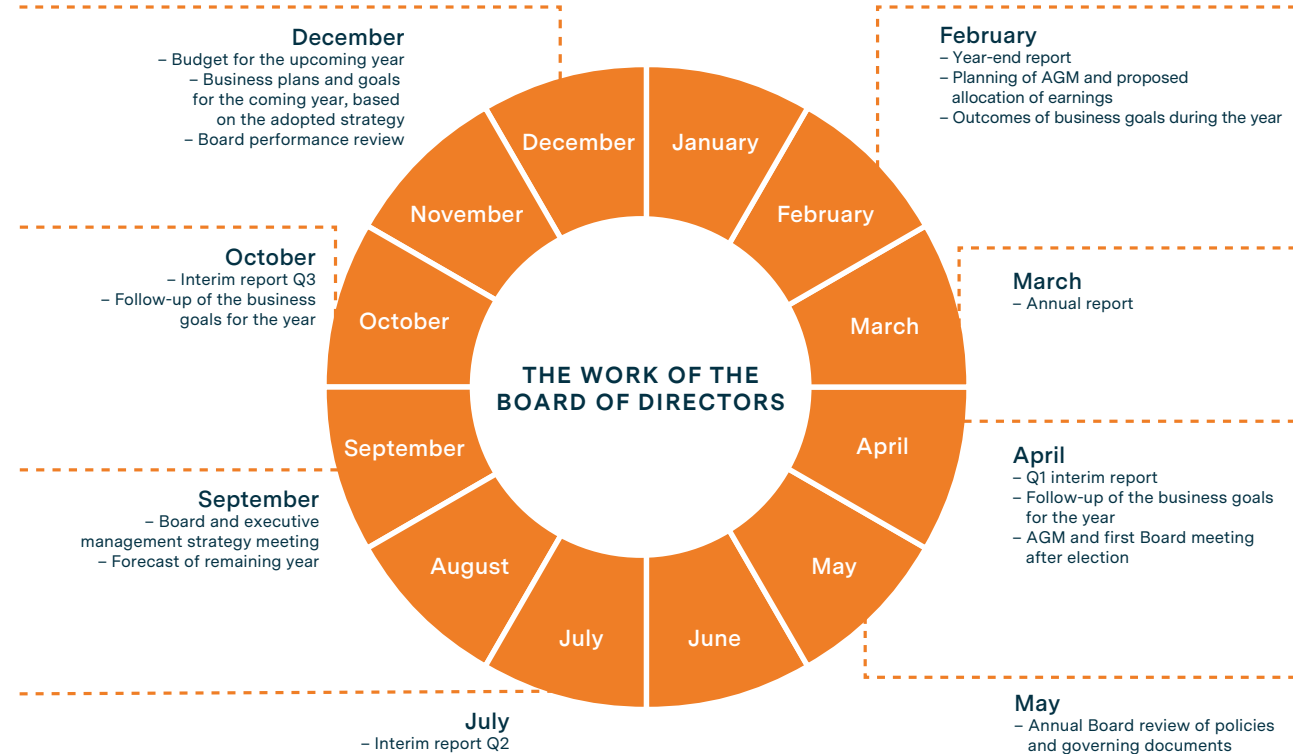 December
– Budget for the upcoming year
– Business plans and goals
for the coming year, based
on the adopted strategy
– Board performance review
February
– Year-end report
– Planning of AGM and proposed
allocation of earnings
– Outcomes of business goals during the year
October
– Interim report Q3
– Follow-up of the business
goals for the year
March
– Annual report
September
– Board and executive
management strategy meeting
– Forecast of remaining year
April
– Q1 interim report
– Follow-up of the business goals
for the year
– AGM and first Board meeting
after election
July
– Interim report Q2
May
– Annual Board review of policies
and governing documents
THE WORK OF THE
BOARD OF DIRECTORS
January
February
March
April
May
June
July
August
September
October
November
December